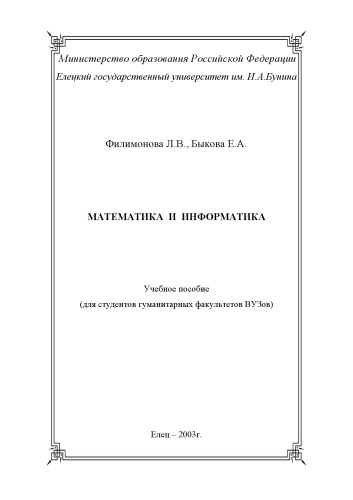 Министерство образования Российской Федерации
Елецкий государственный университет им. И.А.Бунина
Филимонова Л.В., Быкова Е.А.
МАТЕМАТИКА И ИНФОРМАТИКА
Учебное пособие
(для студентов гуманитарных факультетов ВУЗов)
Елец – 2003г.